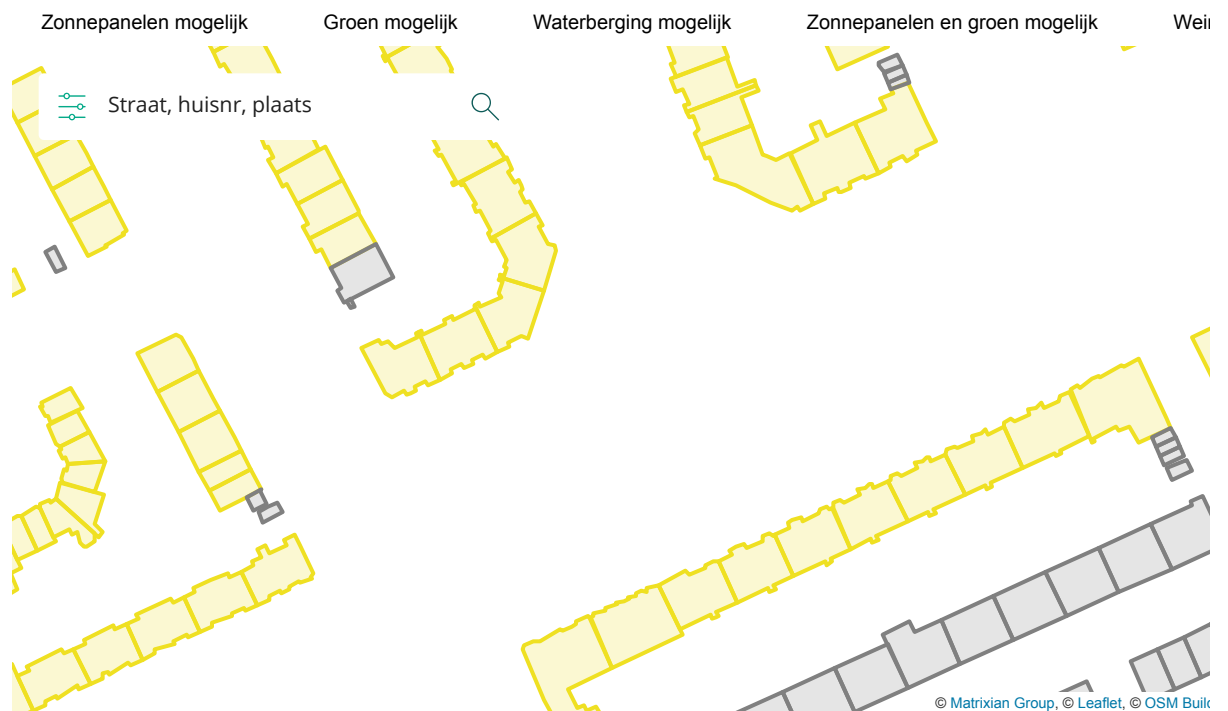 Zonnepanelen mogelijk Groen mogelijk Waterberging mogelijk Zonnepanelen en groen mogelijk
Straat, huisnr, plaats
© Matrixian Group, © Leaflet, © OSM